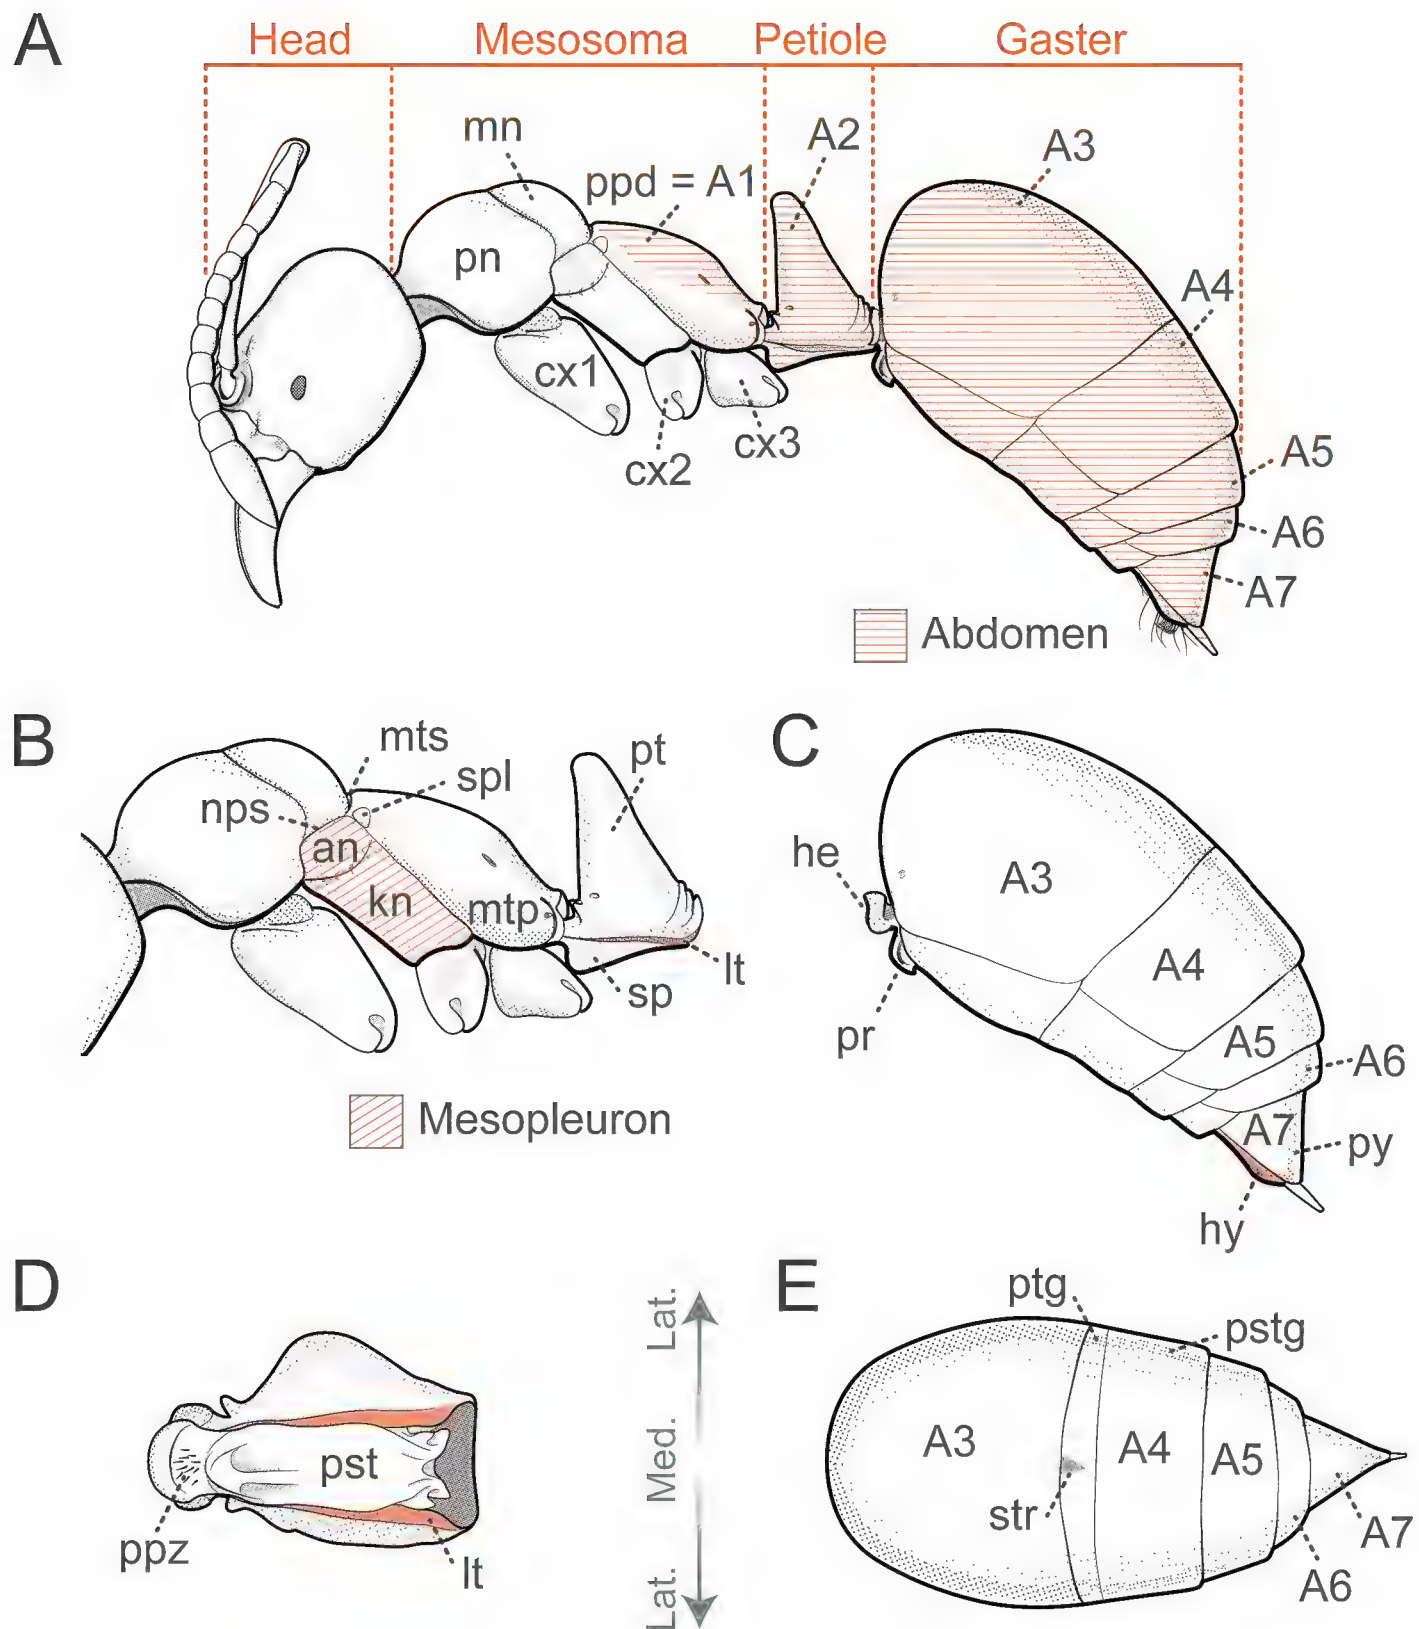 A
Head Mesosoma Petiole Gaster
mn
A2
A3
ppd = A1
pn
A4
cx1
cx2
cx3
A5
A6
A7
Abdomen
B
mts
spl
pt
nps
an
kn
mtp
lt
sp
Mesopleuron
C
he
A3
A4
pr
A5
A6
A7
py
hy
D
pst
ppz
lt
Lat.
Med.
Lat.
E
ptg
pstg
A3
A4
A5
str
A7
A6